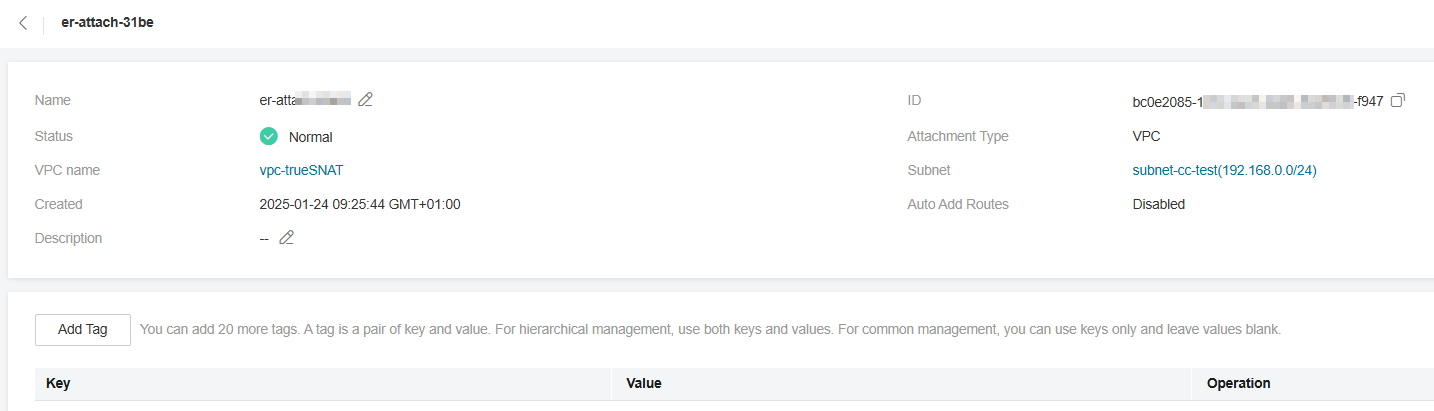 er-attach-31be
Name er-atta ID bc0e2085-1 -f947
Status Normal Attachment Type VPC
VPC name vpc-trueSNAT Subnet subnet-cc-test(192.168.0.0/24)
Created 2025-01-24 09:25:44 GMT+01:00 Auto Add Routes Disabled
Description --
Add Tag You can add 20 more tags. A tag is a pair of key and value. For hierarchical management, use both keys and values. For common management, you can use keys only and leave values blank.
Key Value Operation